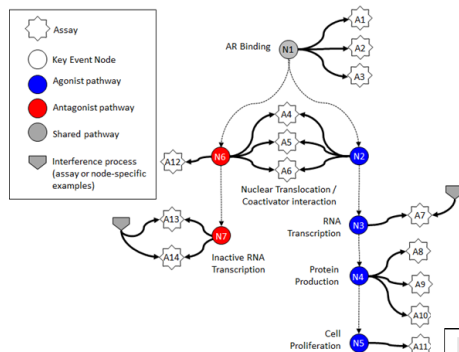 Assay
Key Event Node
Agonist pathway
Antagonist pathway
Shared pathway
Interference process
(assay or node-specific
examples)
AR Binding
N1
A1
A2
A3
A4
A5
A6
A12
N6
N2
Nuclear Translocation /
Coactivator interaction
A13
A14
N7
Inactive RNA
Transcription
RNA
Transcription
N3
A7
Protein
Production
N4
A8
A9
A10
Cell
Proliferation
N5
A11